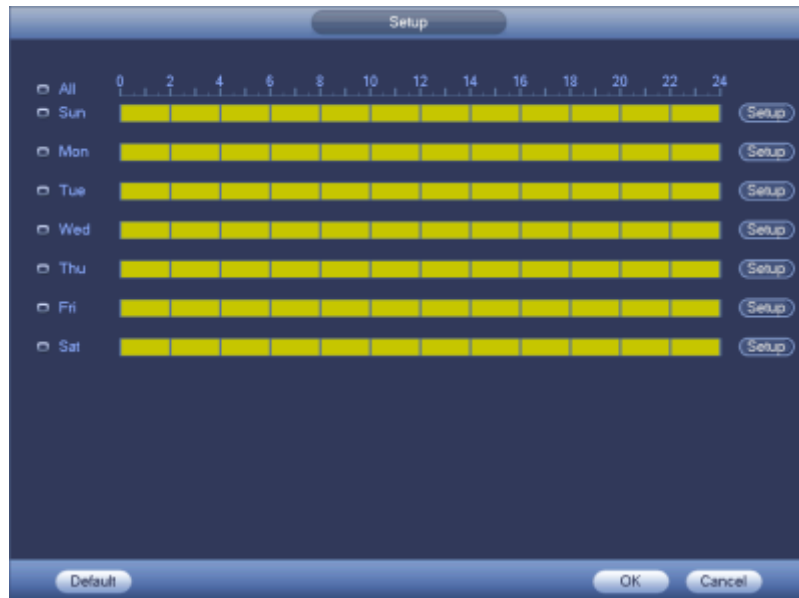 Setup
All 0 2 4 6 8 10 12 14 16 18 20 22 24
Sun Setup
Mon Setup
Tue Setup
Wed Setup
Thu Setup
Fri Setup
Sat Setup
Default OK Cancel